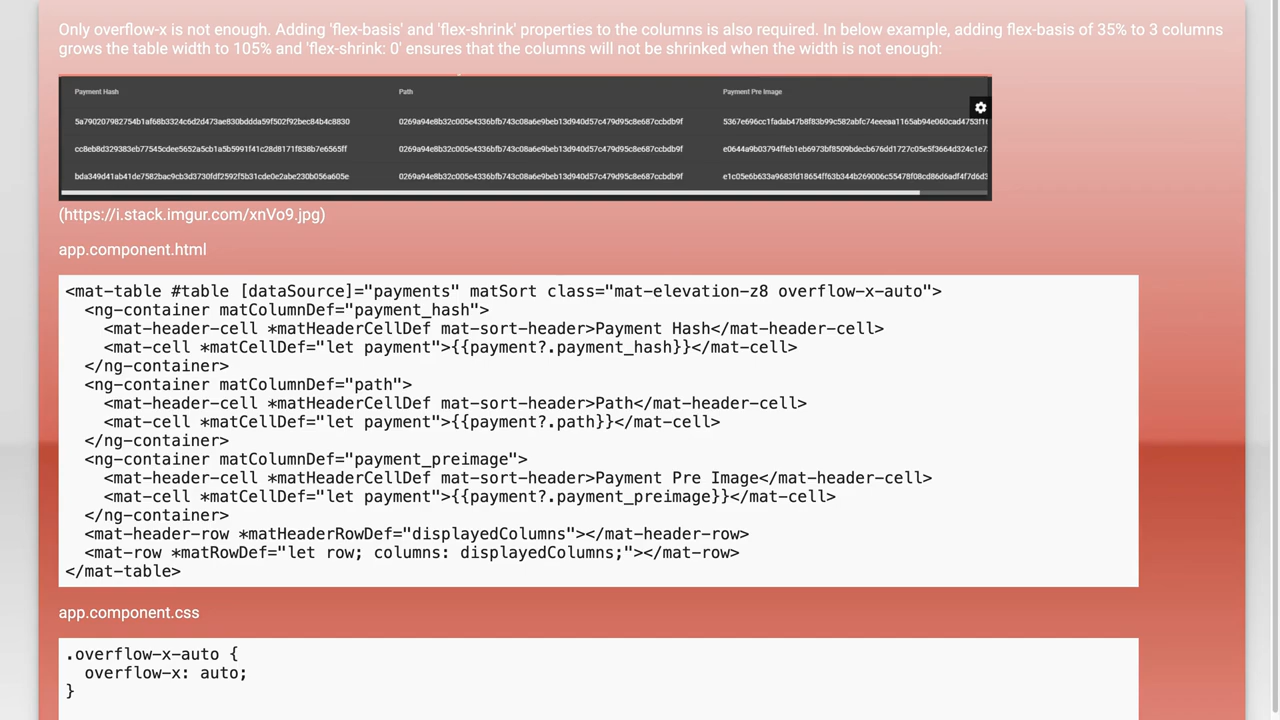 Only overflow-x is not enough. Adding 'flex-basis' and 'flex-shrink' properties to the columns is also required. In below example, adding flex-basis of 35% to 3 columns
grows the table width to 105% and 'flex-shrink: 0' ensures that the columns will not be shrinked when the width is not enough:
Payment Hash Path Payment Pre Image
5a790207982754b1af68b3324c6d2d473ae830bddda59f502f92bec84b4c8830 0269a94e8b32c005e4336bfb743c08a6e9beb13d940d57c479d95c8e687ccbdb9f 5367e696cc1fadab47b8f83b99c582abfc74eeeaa1165ab94e060cad4753f1
cc8eb8d329383eb77545cdee5652a5cb1a5b5991f41c28d8171f838b7e6565ff 0269a94e8b32c005e4336bfb743c08a6e9beb13d940d57c479d95c8e687ccbdb9f e0644a9b03794ffeb1eb6973bf8509bdecb676dd1727c05e5f3664d324c1e7
bda349d41ab41de7582bac9cb3d3730fdf2592f5b31cde0e2abe230b056a605e 0269a94e8b32c005e4336bfb743c08a6e9beb13d940d57c479d95c8e687ccbdb9f e1c05e6b633a9683fd18654ff63b344b269006c55478f08cd86d6adf4f7d6d3
(https://i.stack.imgur.com/xnVo9.jpg)
app.component.html
<mat-table #table [dataSource]="payments" matSort class="mat-elevation-z8 overflow-x-auto">
<ng-container matColumnDef="payment_hash">
<mat-header-cell *matHeaderCellDef mat-sort-header>Payment Hash</mat-header-cell>
<mat-cell *matCellDef="let payment">{{payment?.payment_hash}}</mat-cell>
</ng-container>
<ng-container matColumnDef="path">
<mat-header-cell *matHeaderCellDef mat-sort-header>Path</mat-header-cell>
<mat-cell *matCellDef="let payment">{{payment?.path}}</mat-cell>
</ng-container>
<ng-container matColumnDef="payment_preimage">
<mat-header-cell *matHeaderCellDef mat-sort-header>Payment Pre Image</mat-header-cell>
<mat-cell *matCellDef="let payment">{{payment?.payment_preimage}}</mat-cell>
</ng-container>
<mat-header-row *matHeaderRowDef="displayedColumns"></mat-header-row>
<mat-row *matRowDef="let row; columns: displayedColumns;"></mat-row>
</mat-table>
app.component.css
.overflow-x-auto {
overflow-x: auto;
}